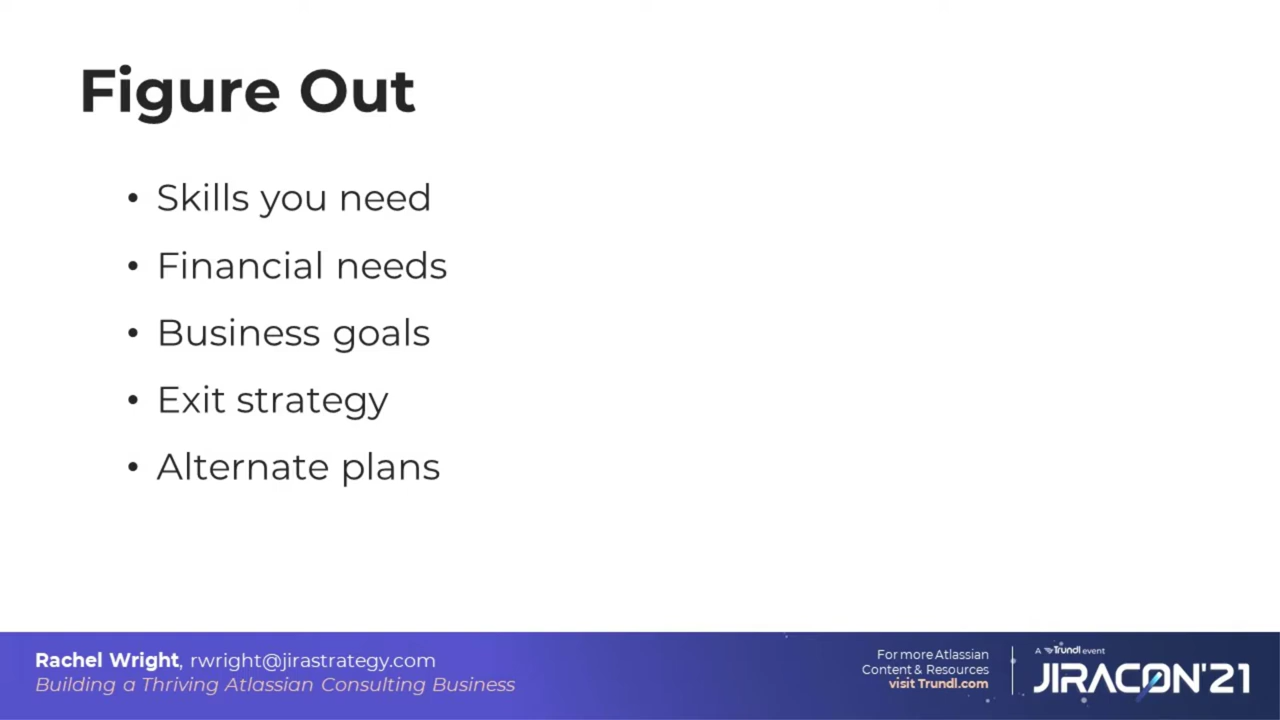 Figure Out
• Skills you need
• Financial needs
• Business goals
• Exit strategy
• Alternate plans
Rachel Wright, rwright@jirastrategy.com
Building a Thriving Atlassian Consulting Business
For more Atlassian
Content & Resources
visit Trundl.com
A Trundl event
JIRACON'21